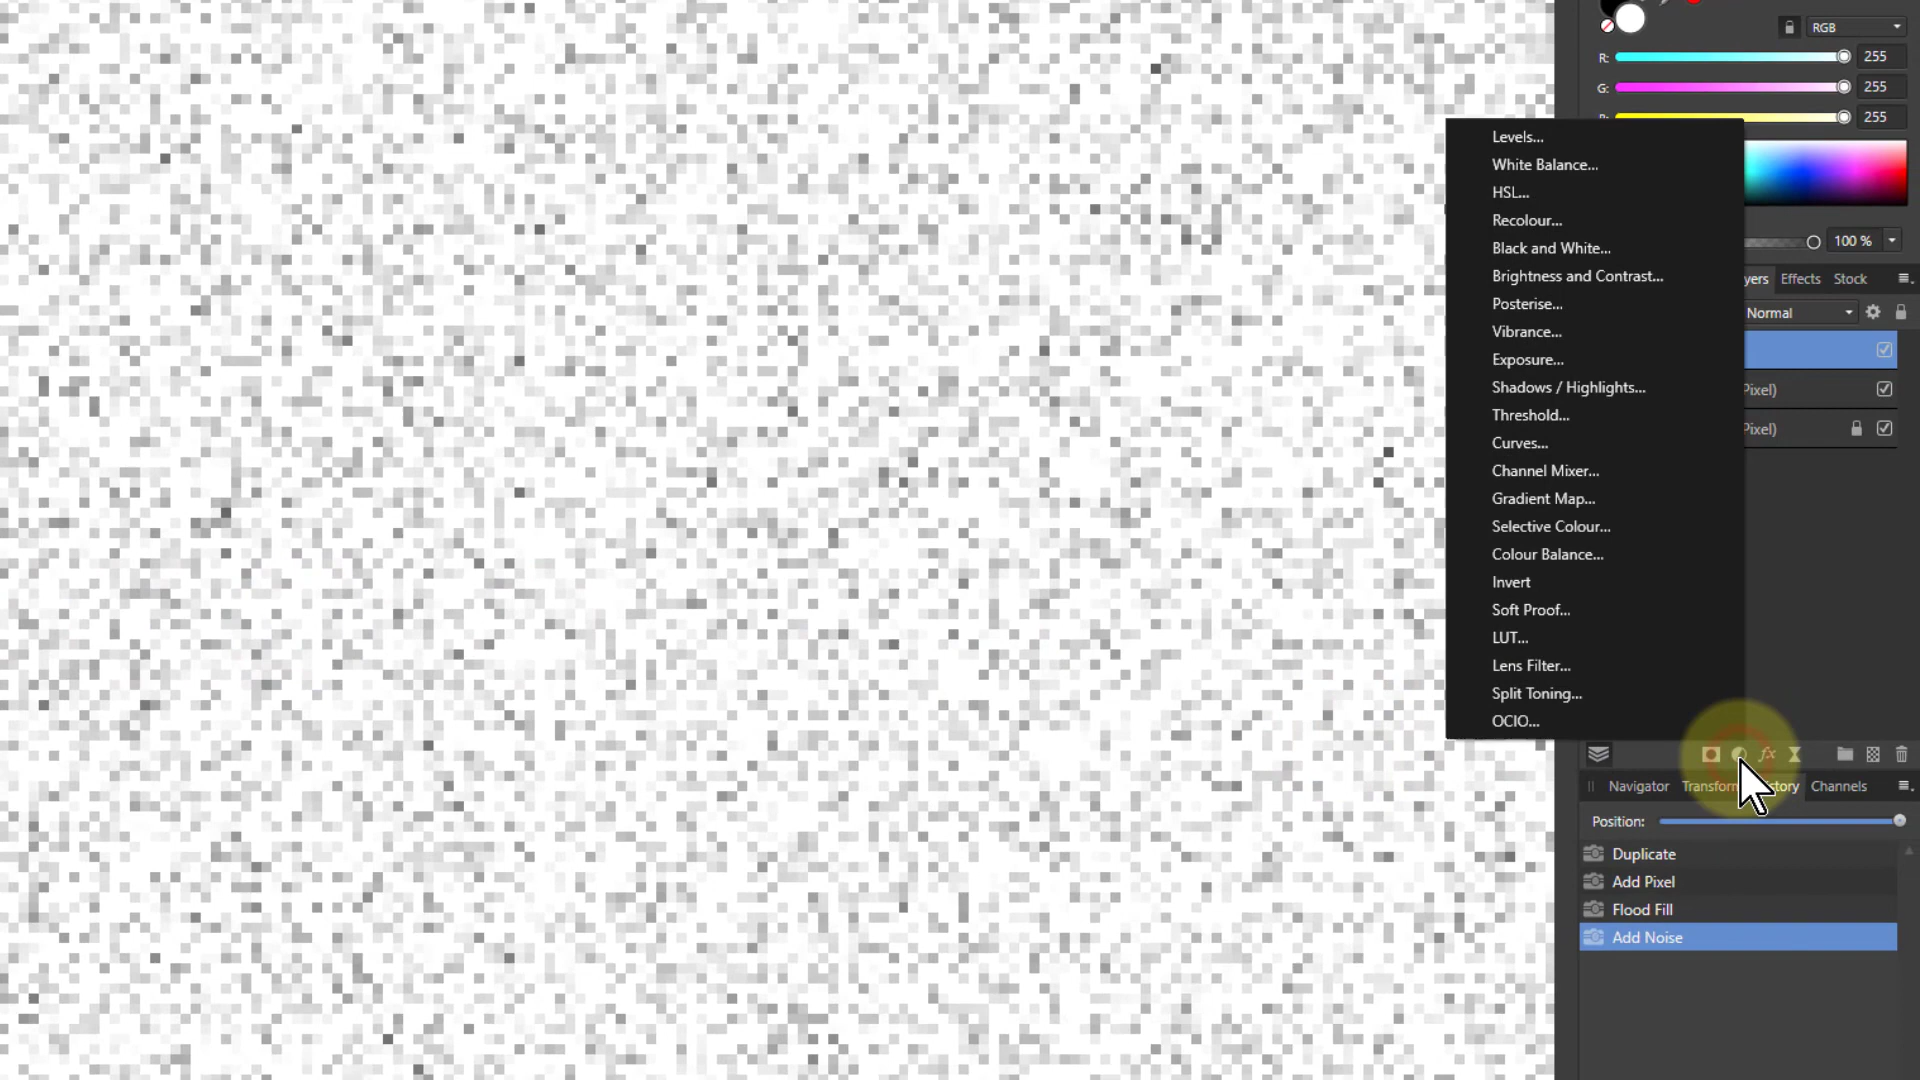 RGB
R: 255
G: 255
255
100 %
Effects Stock
Normal
Pixel)
Pixel)
Levels...
White Balance...
HSL...
Recolour...
Black and White...
Brightness and Contrast...
Posterise...
Vibrance...
Exposure...
Shadows / Highlights...
Threshold...
Curves...
Channel Mixer...
Gradient Map...
Selective Colour...
Colour Balance...
Invert
Soft Proof...
LUT...
Lens Filter...
Split Toning...
OCIO...
fx
Navigator Transform Channels
Position:
Duplicate
Add Pixel
Flood Fill
Add Noise